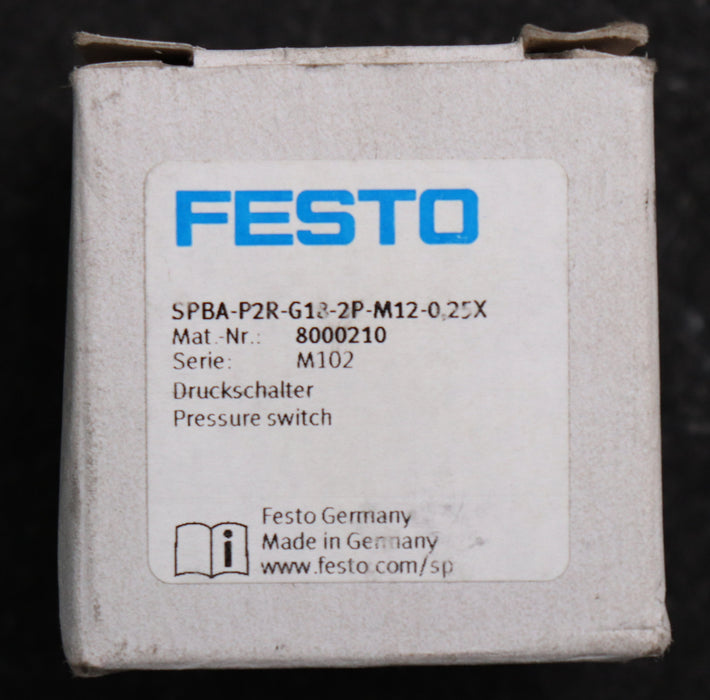 FESTO
SPBA-P2R-G18-2P-M12-0,25X
Mat.-Nr.: 8000210
Serie: M102
Druckschalter
Pressure switch
i
Festo Germany
Made in Germany
www.festo.com/sp